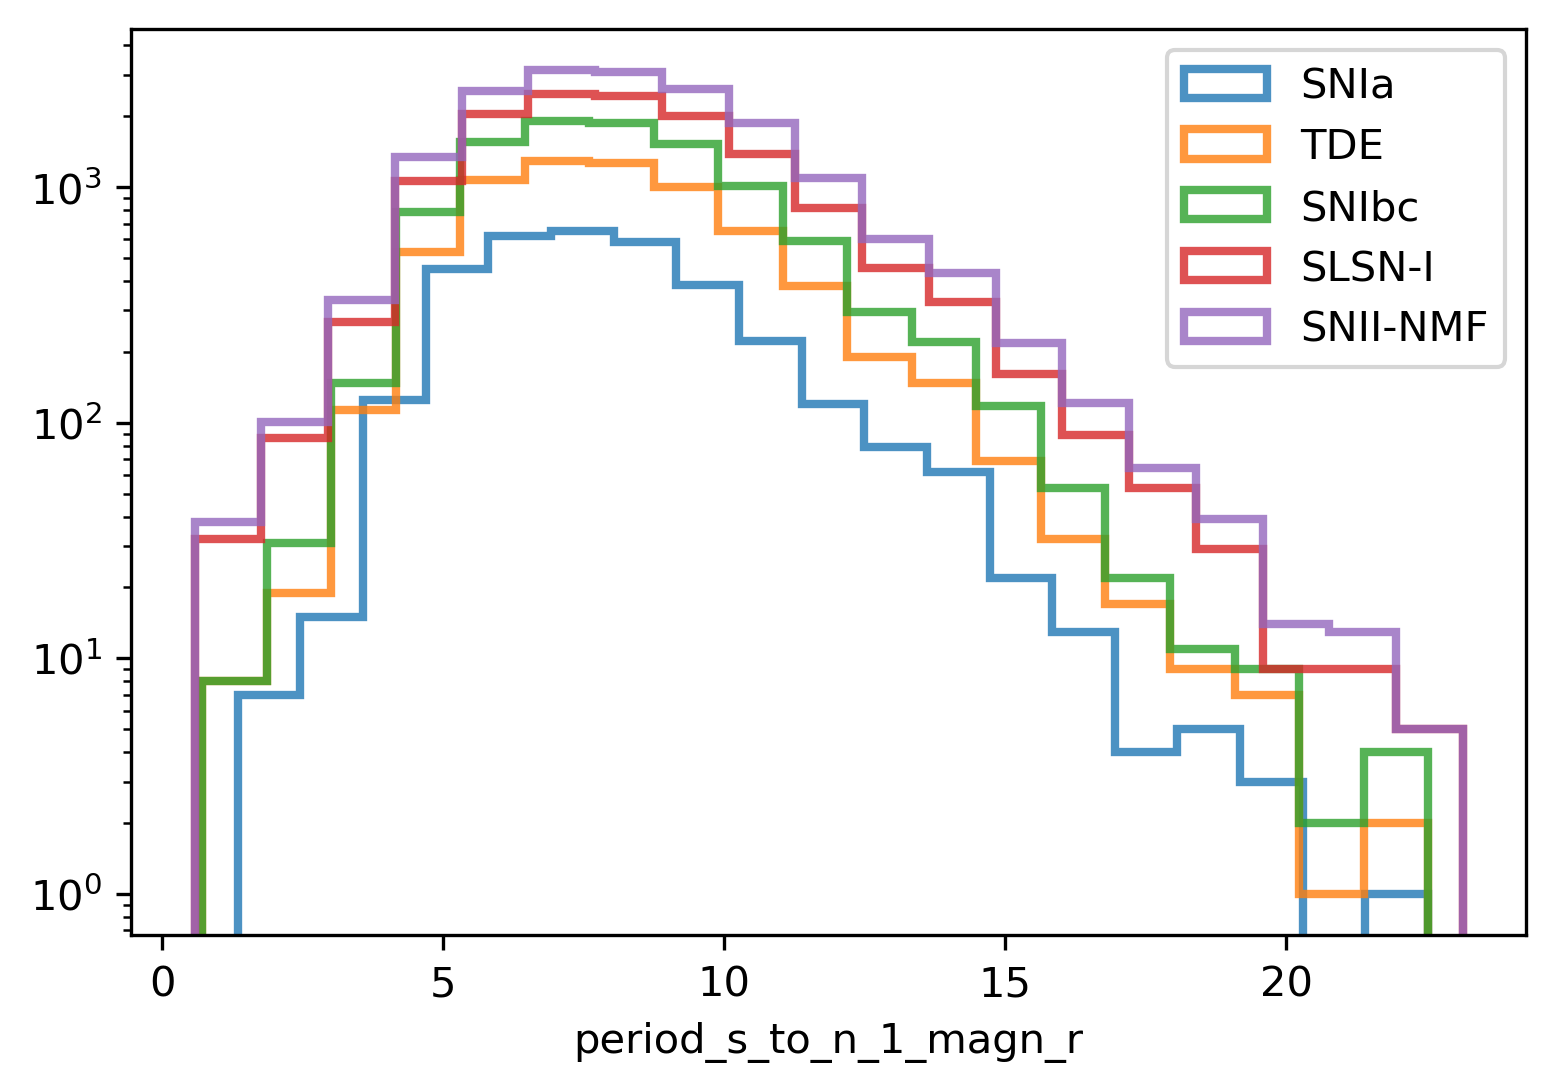 SNIa
TDE
SNIbc
SLSN-I
SNII-NMF
10³
10²
10¹
10⁰
0 5 10 15 20
period_s_to_n_1_magn_r